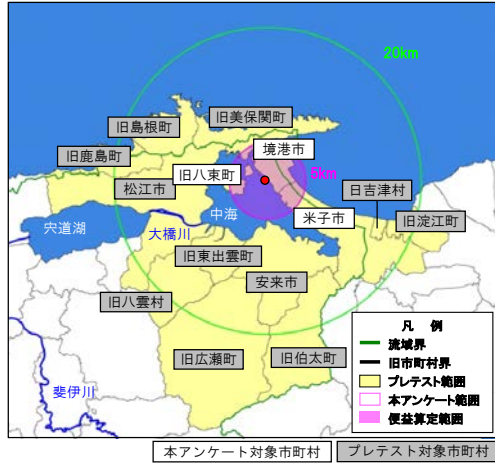 20km
旧美保関町
旧島根町
境港市
旧鹿島町
旧八束町
5km
松江市
日吉津村
宍道湖
中海
米子市
旧淀江町
大橋川
旧東出雲町
安来市
旧八雲村
旧広瀬町
旧伯太町
斐伊川
凡 例
流域界
旧市町村界
プレテスト範囲
本アンケート範囲
便益算定範囲
本アンケート対象市町村
プレテスト対象市町村